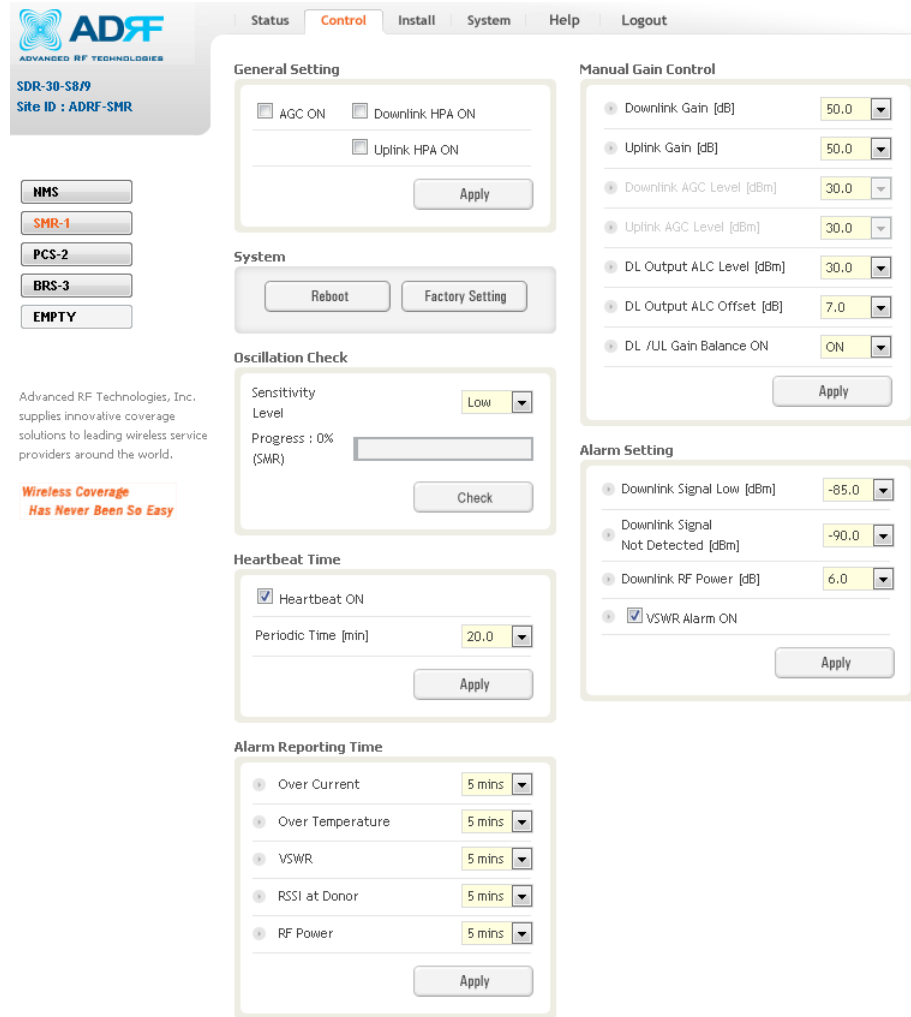 ADRF
ADVANCED RF TECHNOLOGIES
SDR-30-S8/9
Site ID : ADRF-SMR
NMS
SMR-1
PCS-2
BRS-3
EMPTY
Advanced RF Technologies, Inc.
supplies innovative coverage
solutions to leading wireless service
providers around the world.
Wireless Coverage
Has Never Been So Easy
Status Control Install System Help Logout
General Setting
AGC ON Downlink HPA ON
Uplink HPA ON
Apply
System
Reboot Factory Setting
Oscillation Check
Sensitivity
Level
Low
Progress : 0%
(SMR)
Check
Heartbeat Time
Heartbeat ON
Periodic Time [min] 20.0
Apply
Alarm Reporting Time
Over Current 5 mins
Over Temperature 5 mins
VSWR 5 mins
RSSI at Donor 5 mins
RF Power 5 mins
Apply
Manual Gain Control
Downlink Gain [dB] 50.0
Uplink Gain [dB] 50.0
Downlink AGC Level [dBm] 30.0
Uplink AGC Level [dBm] 30.0
DL Output ALC Level [dBm] 30.0
DL Output ALC Offset [dB] 7.0
DL /UL Gain Balance ON ON
Apply
Alarm Setting
Downlink Signal Low [dBm] -85.0
Downlink Signal
Not Detected [dBm] -90.0
Downlink RF Power [dB] 6.0
VSWR Alarm ON
Apply